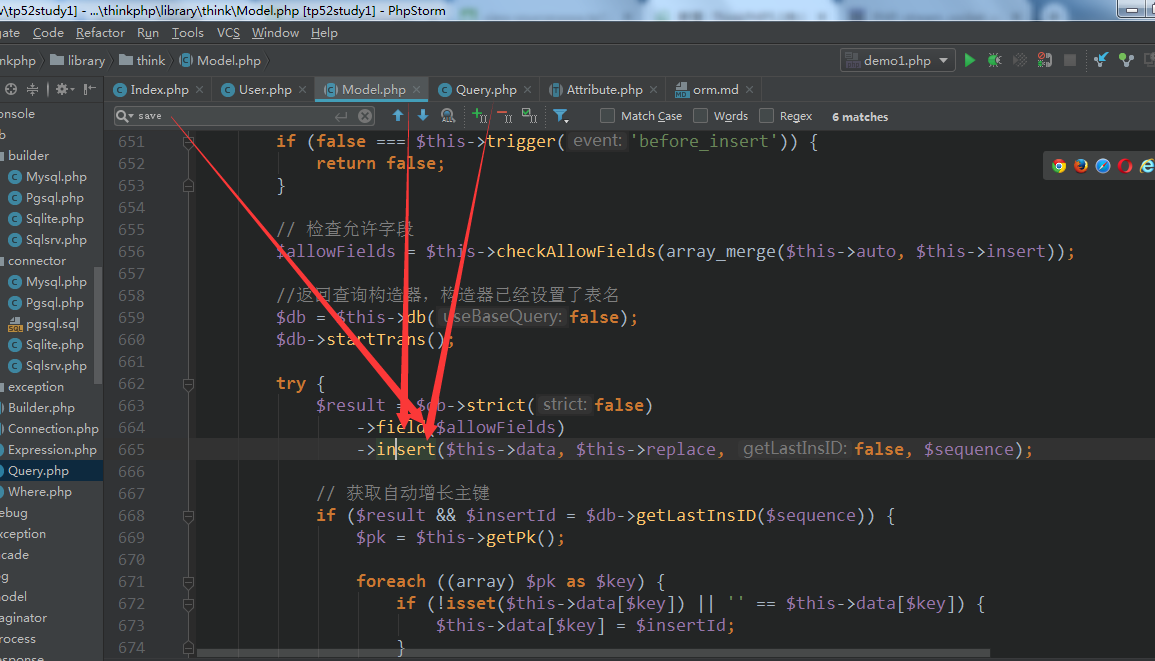 v\tp52study1] - ...\thinkphp\library\think\Model.php [tp52study1] - PhpStorm
gate Code Refactor Run Tools VCS Window Help
nkphp library think Model.php demo1.php
Index.php User.php Model.php Query.php Attribute.php orm.md
onsole
b
builder
Mysql.php
Pgsql.php
Sqlite.php
Sqlsrv.php
connector
Mysql.php
Pgsql.php
pgsql.sql
Sqlite.php
Sqlsrv.php
exception
Builder.php
Connection.php
Expression.php
Query.php
Where.php
ebug
xception
cade
g
odel
aginator
rocess
esponse
save Match Case Words Regex 6 matches
651 if (false === $this->trigger( event: 'before_insert')) {
652 return false;
653 }
654
655 // 检查允许字段
656 $allowFields = $this->checkAllowFields(array_merge($this->auto, $this->insert));
657
658 //返回查询构造器，构造器已经设置了表名
659 $db = $this->db( useBaseQuery: false);
660 $db->startTrans();
661
662 try {
663 $result = $db->strict( strict: false)
664 ->field($allowFields)
665 ->insert($this->data, $this->replace, getLastInsID: false, $sequence);
666
667 // 获取自动增长主键
668 if ($result && $insertId = $db->getLastInsID($sequence)) {
669 $pk = $this->getPk();
670
671 foreach ((array) $pk as $key) {
672 if (!isset($this->data[$key]) || '' == $this->data[$key]) {
673 $this->data[$key] = $insertId;
674 }